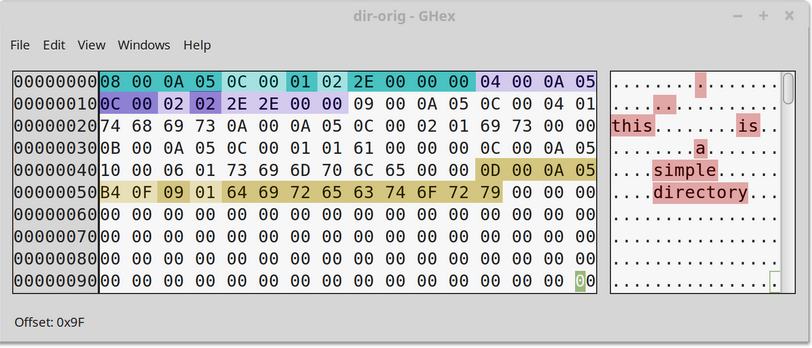 dir-orig - GHex
File Edit View Windows Help
00000000 08 00 0A 05 0C 00 01 02 2E 00 00 00 04 00 0A 05 . . . . . . . . . . . . . . . .
00000010 0C 00 02 02 2E 2E 00 00 09 00 0A 05 0C 00 04 01 . . . . . . . . . . . . . . . .
00000020 74 68 69 73 0A 00 0A 05 0C 00 02 01 69 73 00 00 this........is..
00000030 0B 00 0A 05 0C 00 01 01 61 00 00 00 0C 00 0A 05 ........a.......
00000040 10 00 06 01 73 69 6D 70 6C 65 00 00 0D 00 0A 05 ....simple......
00000050 B4 0F 09 01 64 69 72 65 63 74 6F 72 79 00 00 00 ....directory...
00000060 00 00 00 00 00 00 00 00 00 00 00 00 00 00 00 00 ................
00000070 00 00 00 00 00 00 00 00 00 00 00 00 00 00 00 00 ................
00000080 00 00 00 00 00 00 00 00 00 00 00 00 00 00 00 00 ................
00000090 00 00 00 00 00 00 00 00 00 00 00 00 00 00 00 00 ................
Offset: 0x9F